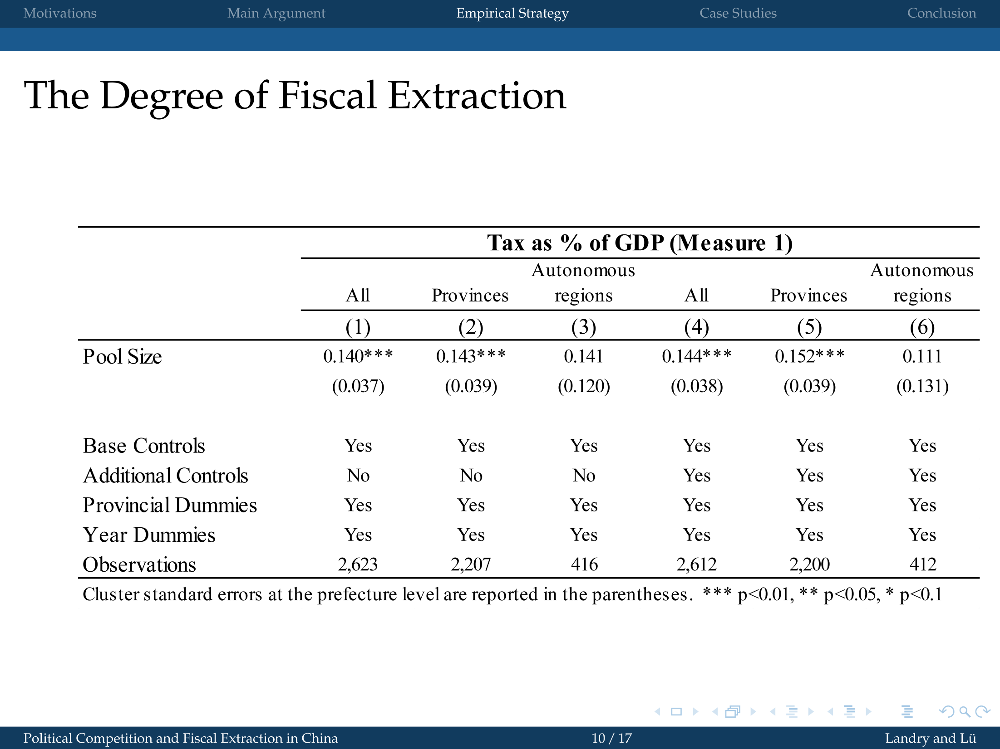 Motivations Main Argument Empirical Strategy Case Studies Conclusion
The Degree of Fiscal Extraction
Tax as % of GDP (Measure 1)
All Provinces Autonomous regions All Provinces Autonomous regions
(1) (2) (3) (4) (5) (6)
Pool Size 0.140*** 0.143*** 0.141 0.144*** 0.152*** 0.111
(0.037) (0.039) (0.120) (0.038) (0.039) (0.131)
Base Controls Yes Yes Yes Yes Yes Yes
Additional Controls No No No Yes Yes Yes
Provincial Dummies Yes Yes Yes Yes Yes Yes
Year Dummies Yes Yes Yes Yes Yes Yes
Observations 2,623 2,207 416 2,612 2,200 412
Cluster standard errors at the prefecture level are reported in the parentheses. *** p<0.01, ** p<0.05, * p<0.1
Political Competition and Fiscal Extraction in China 10 / 17 Landry and Lü